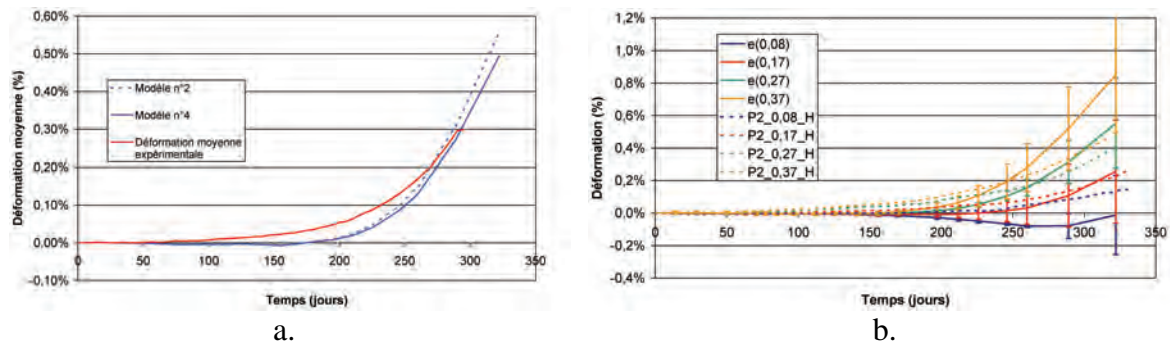 0,60%
0,50%
0,40%
0,30%
0,20%
0,10%
0,00%
-0,10%
Déformation moyenne (%)
Modèle n°2
Modèle n°4
Déformation moyenne
expérimentale
0 50 100 150 200 250 300 350
Temps (jours)
a.
1,2%
1,0%
0,8%
0,6%
0,4%
0,2%
0,0%
-0,2%
-0,4%
Déformation (%)
e(0,08)
e(0,17)
e(0,27)
e(0,37)
P2_0,08_H
P2_0,17_H
P2_0,27_H
P2_0,37_H
0 50 100 150 200 250 300 350
Temps (jours)
b.